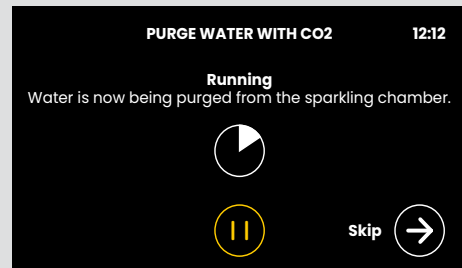 PURGE WATER WITH CO2 12:12
Running
Water is now being purged from the sparkling chamber.
Skip